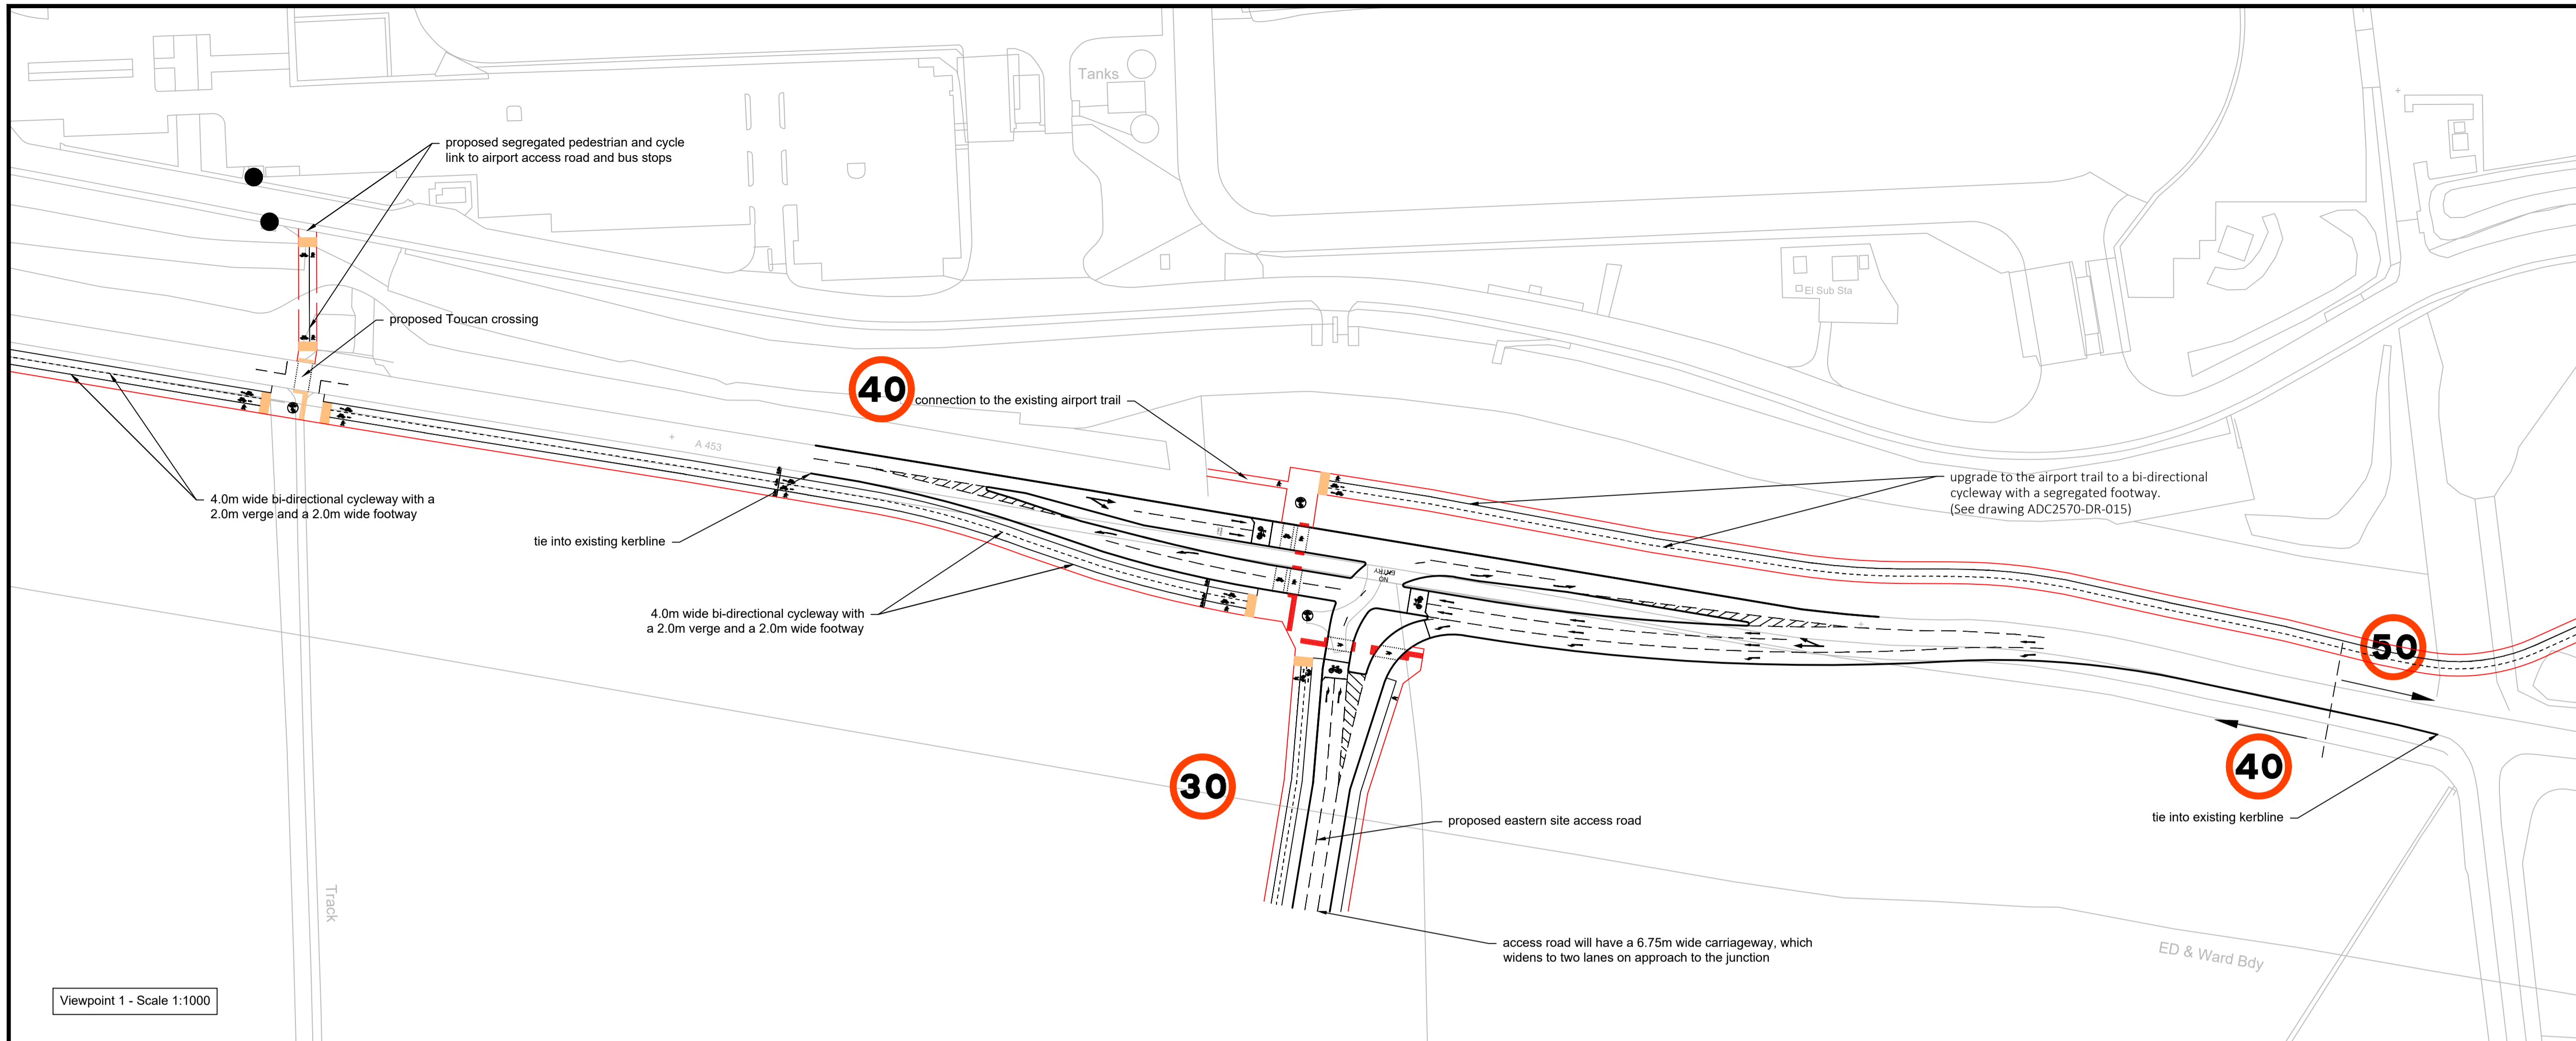 Tanks
proposed segregated pedestrian and cycle
link to airport access road and bus stops
El Sub Sta
proposed Toucan crossing
40
connection to the existing airport trail
A 453
upgrade to the airport trail to a bi-directional
cycleway with a segregated footway.
(See drawing ADC2570-DR-015)
4.0m wide bi-directional cycleway with a
2.0m verge and a 2.0m wide footway
tie into existing kerbline
NO
ENTRY
4.0m wide bi-directional cycleway with
a 2.0m verge and a 2.0m wide footway
50
40
30
tie into existing kerbline
proposed eastern site access road
Track
access road will have a 6.75m wide carriageway, which
widens to two lanes on approach to the junction
ED & Ward Bdy
Viewpoint 1 - Scale 1:1000